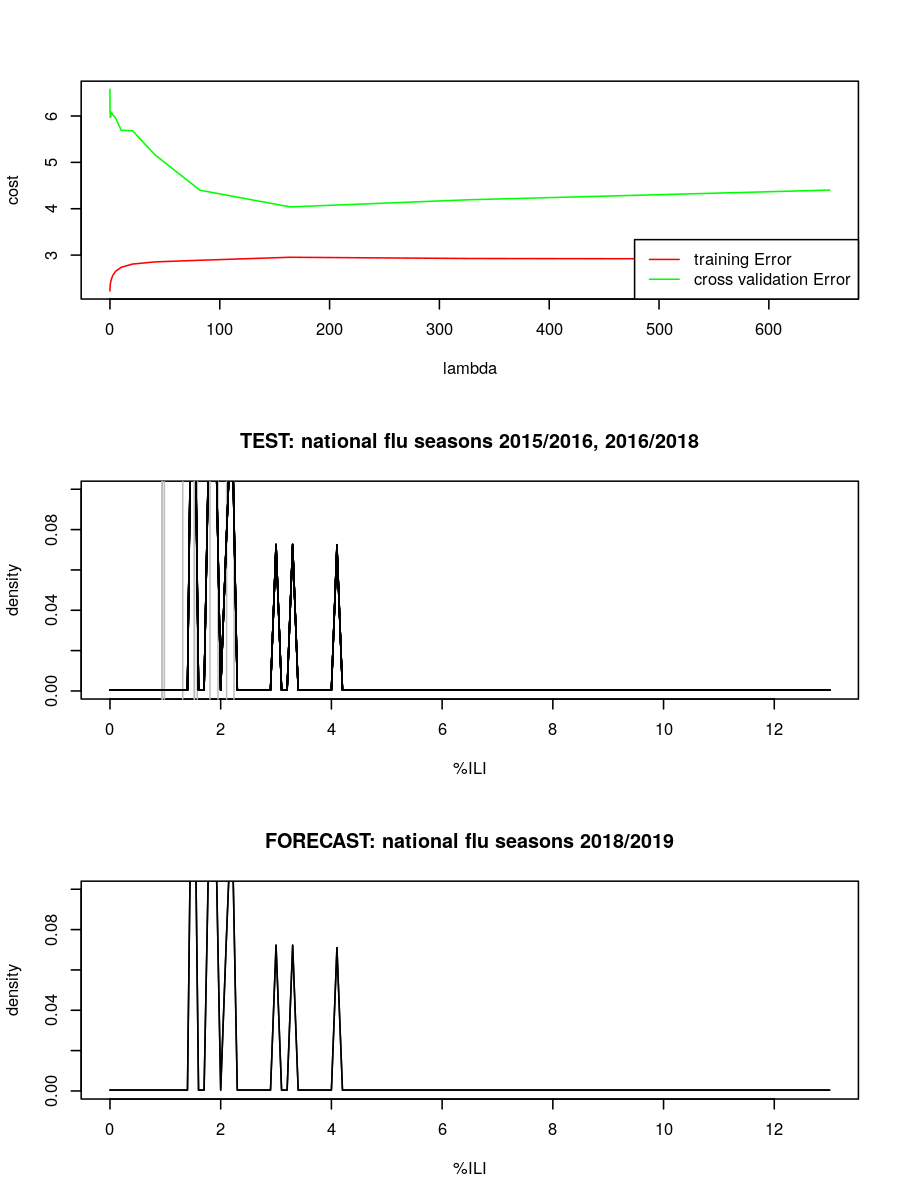 cost
6
5
4
3
training Error
cross validation Error
0 100 200 300 400 500 600
lambda
TEST: national flu seasons 2015/2016, 2016/2018
density
0.08
0.04
0.00
0 2 4 6 8 10 12
%ILI
FORECAST: national flu seasons 2018/2019
density
0.08
0.04
0.00
0 2 4 6 8 10 12
%ILI